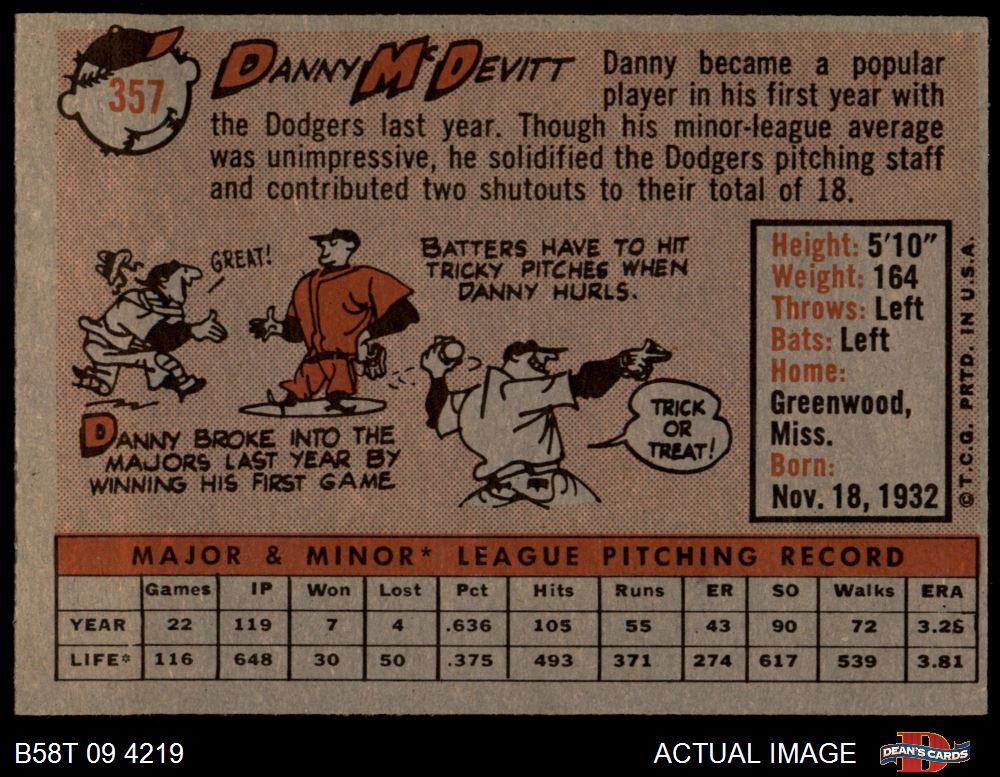 357
DANNY McDEVITT
Danny became a popular
player in his first year with
the Dodgers last year. Though his minor-league average
was unimpressive, he solidified the Dodgers pitching staff
and contributed two shutouts to their total of 18.
GREAT!
DANNY BROKE INTO THE
MAJORS LAST YEAR BY
WINNING HIS FIRST GAME
BATTERS HAVE TO HIT
TRICKY PITCHES WHEN
DANNY HURLS.
TRICK
OR
TREAT!
Height: 5'10"
Weight: 164
Throws: Left
Bats: Left
Home:
Greenwood,
Miss.
Born:
Nov. 18, 1932
© T.C.G. PRTD. IN U.S.A.
MAJOR & MINOR* LEAGUE PITCHING RECORD
Games IP Won Lost Pct Hits Runs ER SO Walks ERA
YEAR 22 119 7 4 .636 105 55 43 90 72 3.25
LIFE* 116 648 30 50 .375 493 371 274 617 539 3.81
B58T 09 4219
ACTUAL IMAGE
DEAN'S CARDS